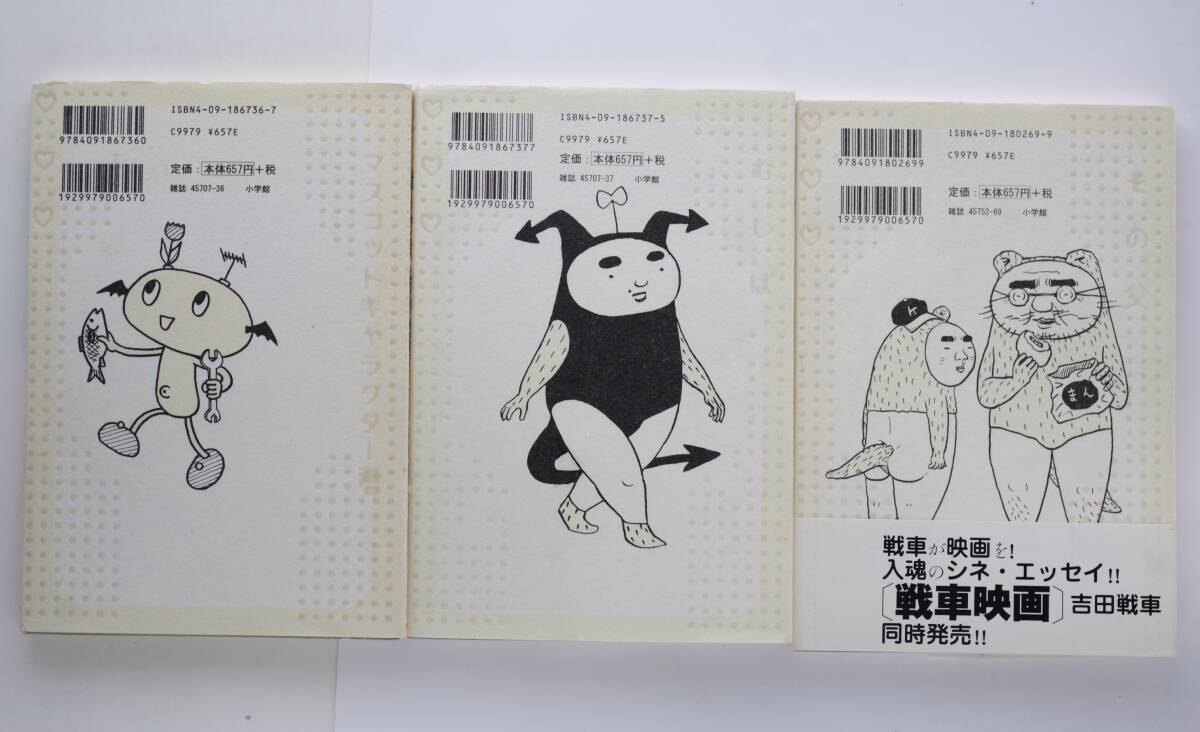 ISBN4-09-186736-7
C9979 ¥657E
9784091867360
定価：本体657円+税
雑誌 45707-36 小学館
1929979006570
マスコットキャラクター君
ISBN4-09-186737-5
C9979 ¥657E
9784091867377
定価：本体657円+税
雑誌 45707-37 小学館
1929979006570
むしば
ISBN4-09-180269-9
C9979 ¥657E
9784091802699
定価：本体657円+税
雑誌 45752-69 小学館
1929979006570
その父
K
まん
戦車が映画を!
入魂のシネ・エッセイ!!
〔戦車映画〕吉田戦車
同時発売!!